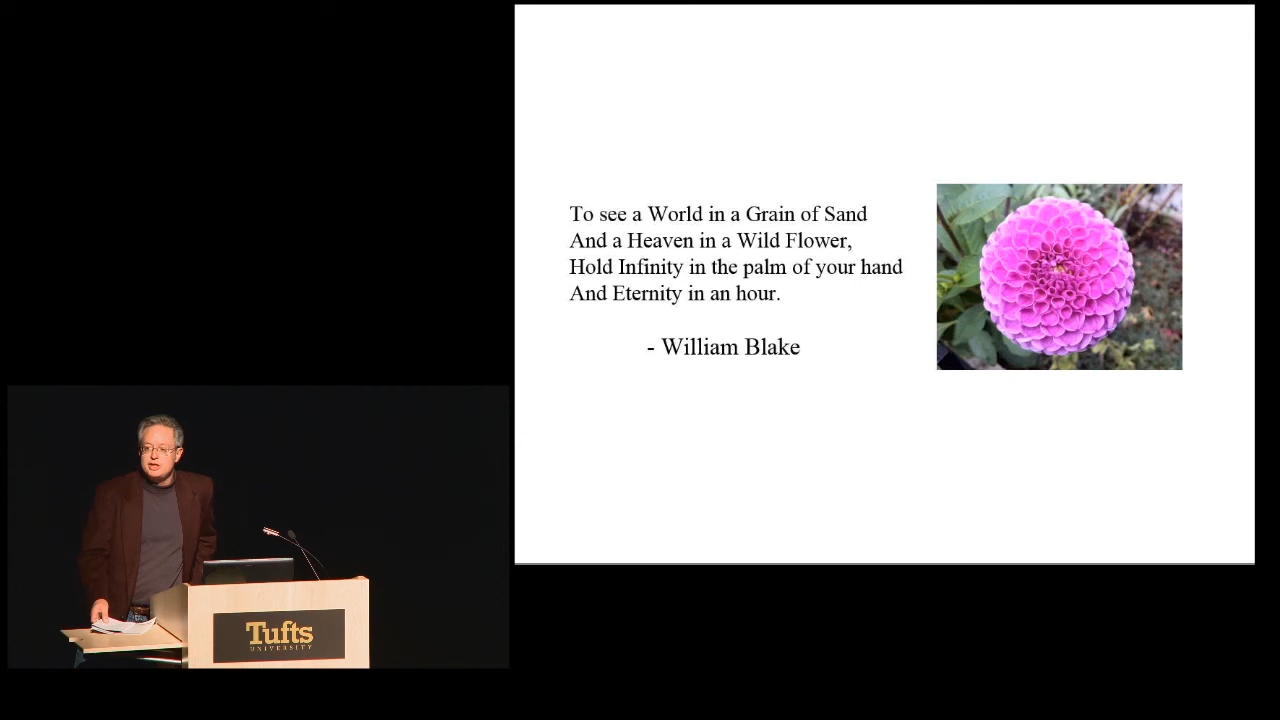 To see a World in a Grain of Sand
And a Heaven in a Wild Flower,
Hold Infinity in the palm of your hand
And Eternity in an hour.
- William Blake
Tufts
UNIVERSITY